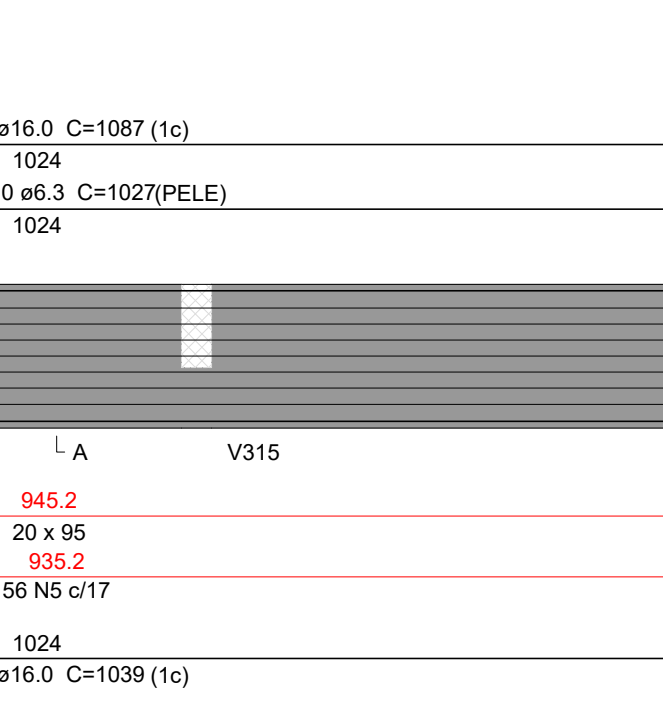 ø16.0 C=1087 (1c)
1024
0 ø6.3 C=1027(PELE)
1024
A V315
945.2
20 x 95
935.2
56 N5 c/17
1024
ø16.0 C=1039 (1c)